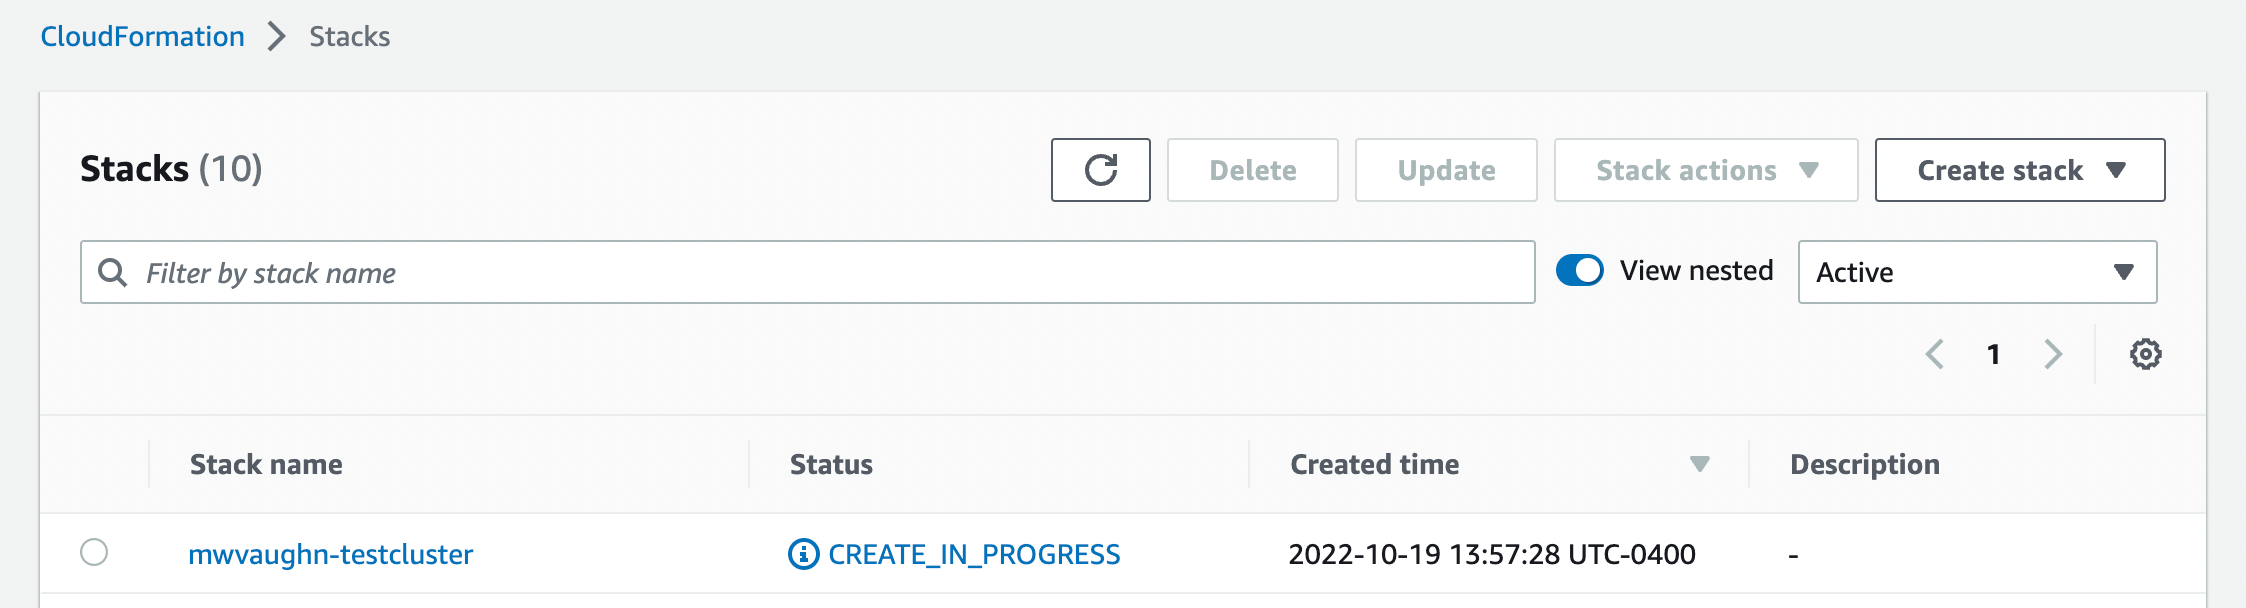 CloudFormation Stacks
Stacks (10) Delete Update Stack actions Create stack
Filter by stack name View nested Active
1
Stack name Status Created time Description
mwvaughn-testcluster CREATE_IN_PROGRESS 2022-10-19 13:57:28 UTC-0400 -